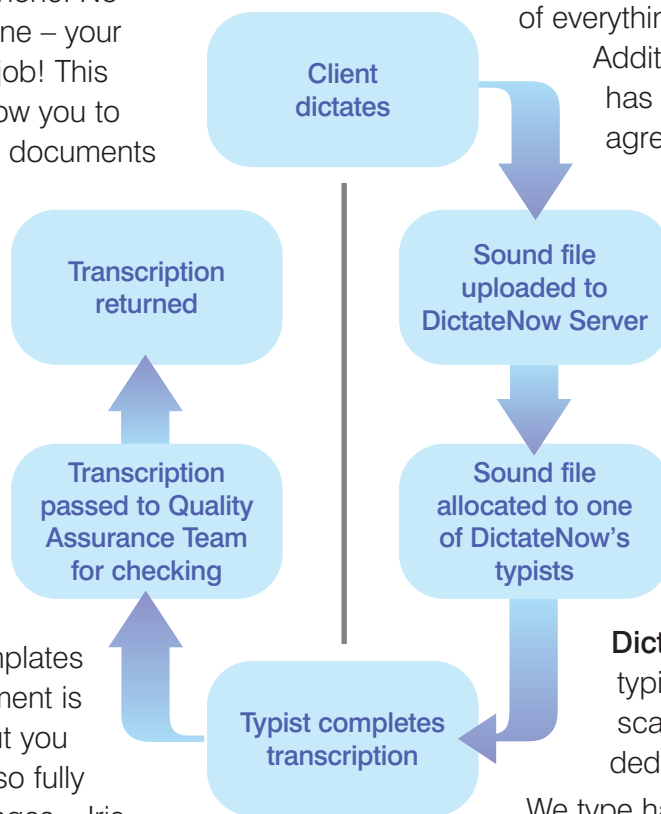 ne – your
job! This
ow you to
documents
of everythin
Addit
has
agre
Client
dictates
Sound file
uploaded to
DictateNow Server
Sound file
allocated to one
of DictateNow's
typists
Typist completes
transcription
Transcription
passed to Quality
Assurance Team
for checking
Transcription
returned
mplates
ment is
ut you
so fully
Dict
typi
sca
ded
We type ha